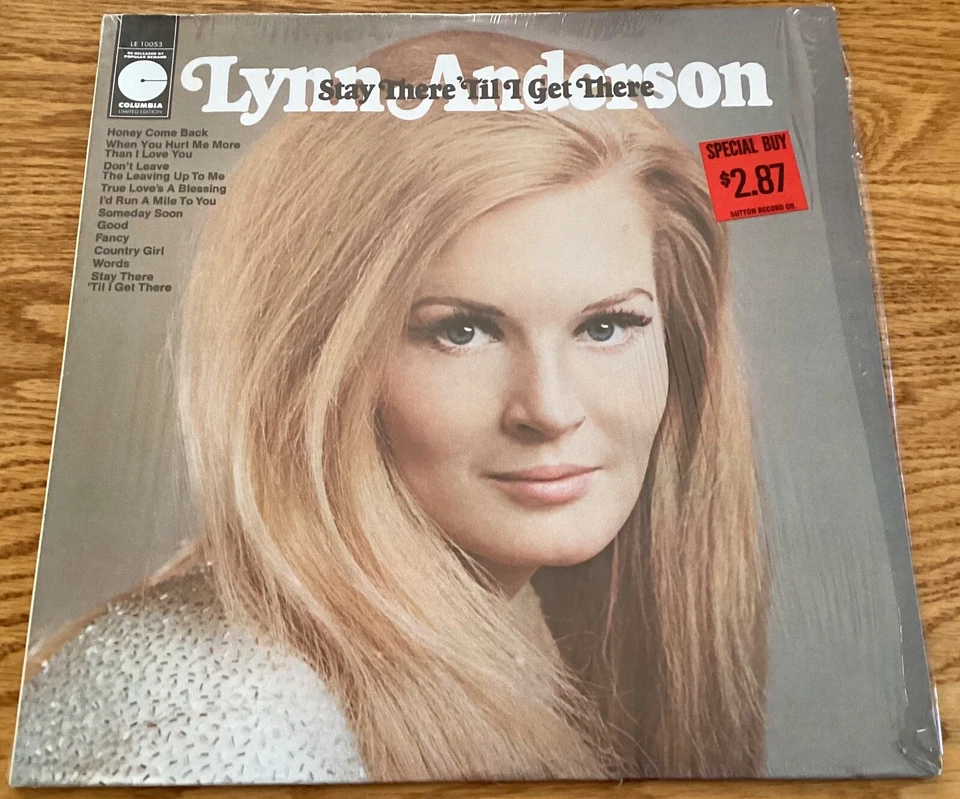 LE 10053
RE-RELEASED BY
POPULAR DEMAND
COLUMBIA
LIMITED EDITION
Lynn Anderson
Stay There 'Til I Get There
SPECIAL BUY
$2.87
SUTTON RECORD CO.
Honey Come Back
When You Hurt Me More
Than I Love You
Don't Leave
The Leaving Up To Me
True Love's A Blessing
I'd Run A Mile To You
Someday Soon
Good
Fancy
Country Girl
Words
Stay There
'Til I Get There